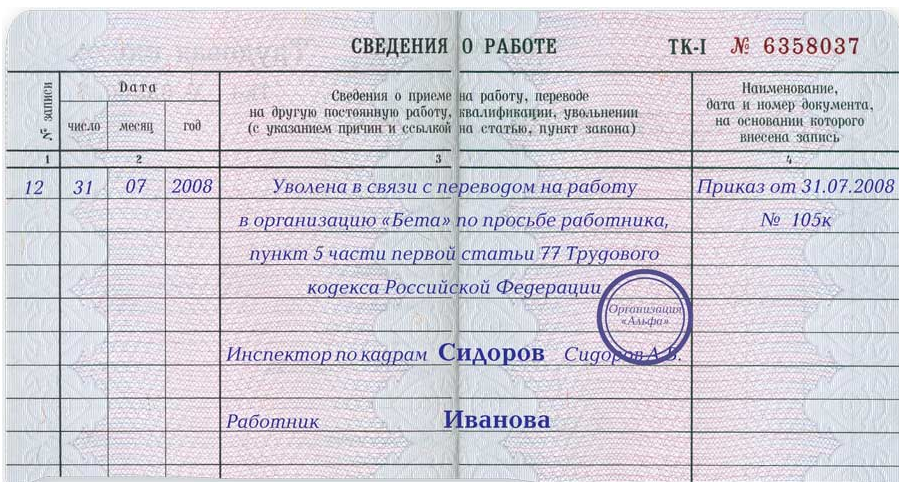 СВЕДЕНИЯ О РАБОТЕ ТК-I № 6358037
№ записи
Дата
число месяц год
Сведения о приеме на работу, переводе
на другую постоянную работу, квалификации, увольнении
(с указанием причин и ссылкой на статью, пункт закона)
Наименование,
дата и номер документа,
на основании которого
внесена запись
1 2 3 4
12 31 07 2008 Уволена в связи с переводом на работу Приказ от 31.07.2008
в организацию «Бета» по просьбе работника, № 105к
пункт 5 части первой статьи 77 Трудового
кодекса Российской Федерации
Организация
«Альфа»
Инспектор по кадрам Сидоров Сидоров А.В.
Работник Иванова